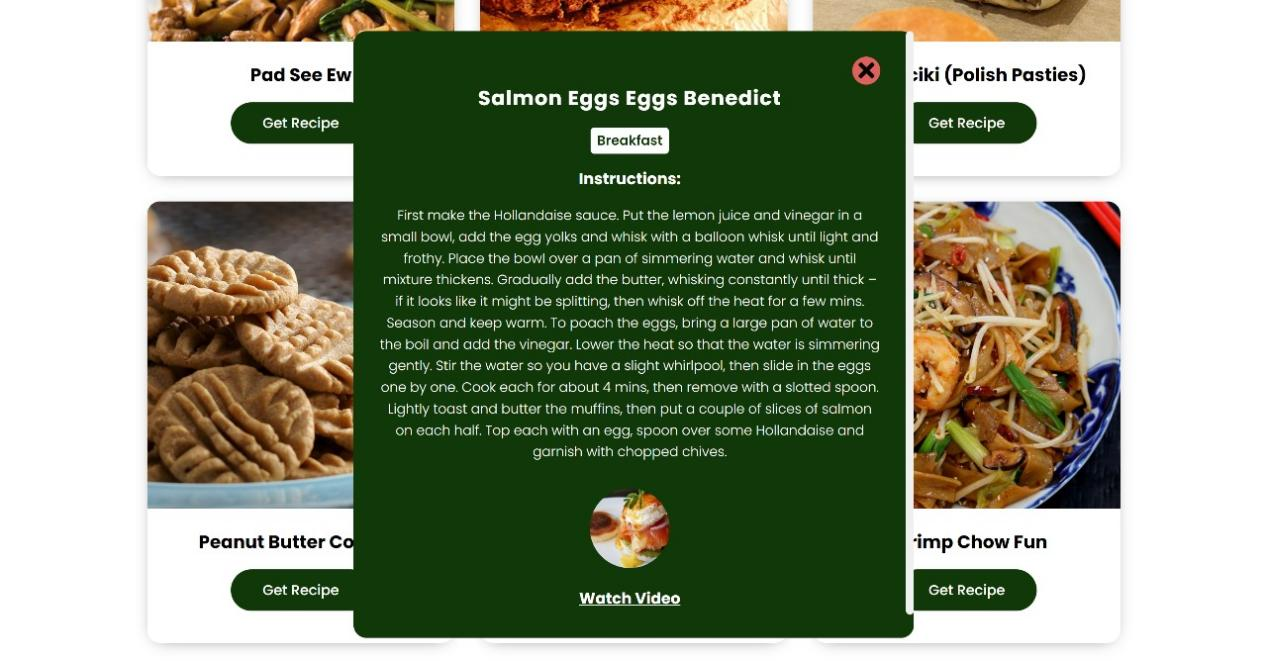 Pad See Ew
ciki (Polish Pasties)
Get Recipe
Get Recipe
Salmon Eggs Eggs Benedict
Breakfast
Instructions:
First make the Hollandaise sauce. Put the lemon juice and vinegar in a
small bowl, add the egg yolks and whisk with a balloon whisk until light and
frothy. Place the bowl over a pan of simmering water and whisk until
mixture thickens. Gradually add the butter, whisking constantly until thick –
if it looks like it might be splitting, then whisk off the heat for a few mins.
Season and keep warm. To poach the eggs, bring a large pan of water to
the boil and add the vinegar. Lower the heat so that the water is simmering
gently. Stir the water so you have a slight whirlpool, then slide in the eggs
one by one. Cook each for about 4 mins, then remove with a slotted spoon.
Lightly toast and butter the muffins, then put a couple of slices of salmon
on each half. Top each with an egg, spoon over some Hollandaise and
garnish with chopped chives.
Watch Video
Peanut Butter Co
rimp Chow Fun
Get Recipe
Get Recipe